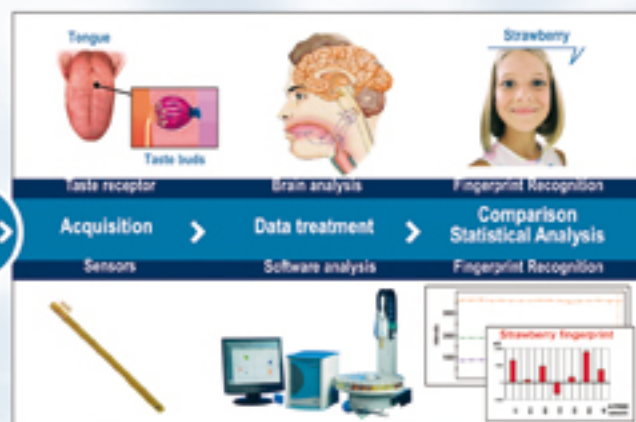 Tongue
Strawberry
Taste buds
Taste receptor
Brain analysis
Fingerprint Recognition
Acquisition
Data treatment
Comparison
Statistical Analysis
Sensors
Software analysis
Fingerprint Recognition
Strawberry fingerprint